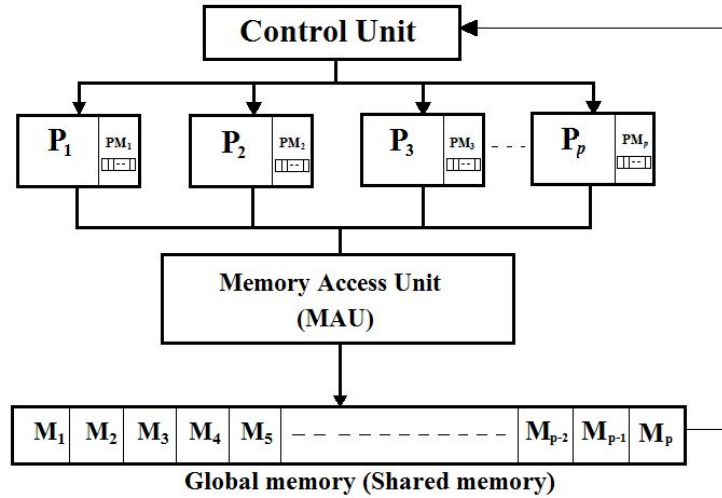 Control Unit
P1 PM1 P2 PM2 P3 PM3 Pp PMp
Memory Access Unit
(MAU)
M1 M2 M3 M4 M5 Mp-2 Mp-1 Mp
Global memory (Shared memory)